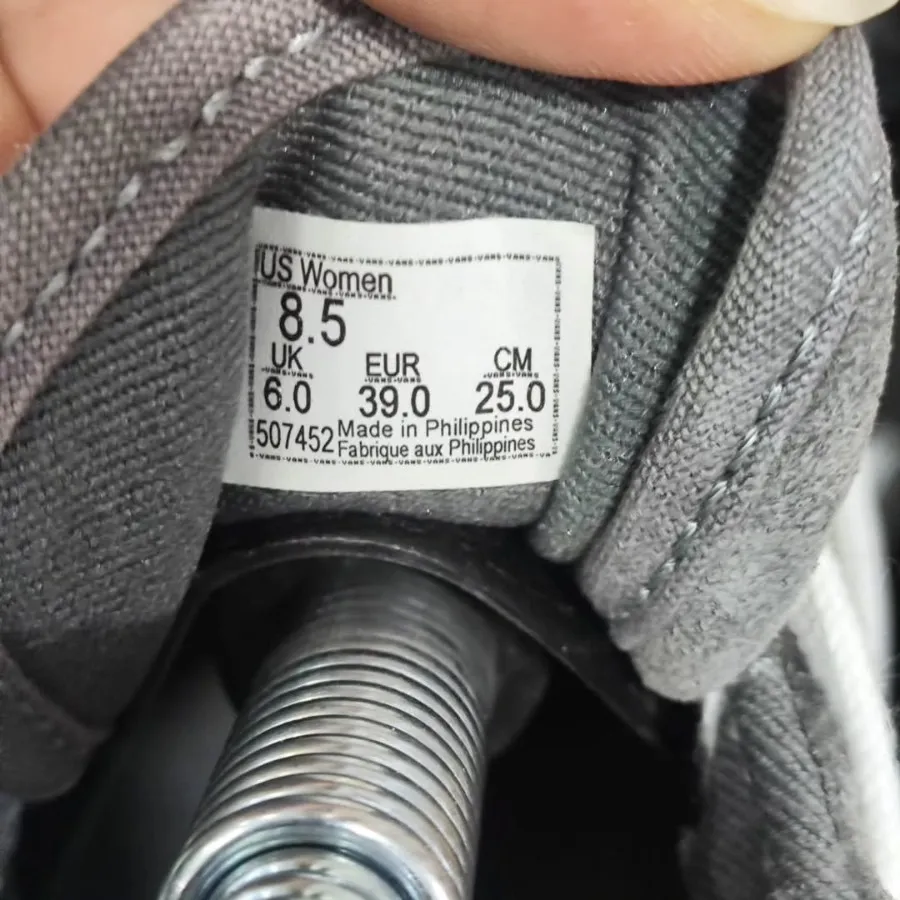 US Women
8.5
UK EUR CM
6.0 39.0 25.0
507452 Made in Philippines
Fabrique aux Philippines